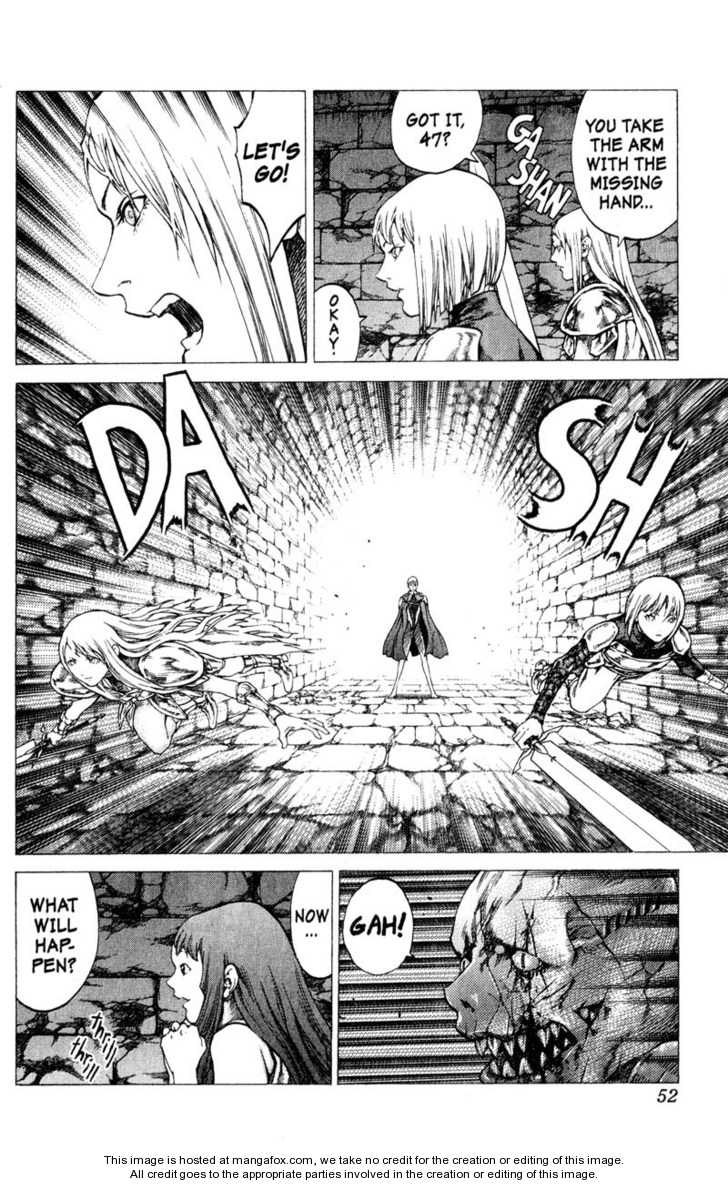 YOU TAKE
THE ARM
WITH THE
MISSING
HAND...
GA SHAN
GOT IT,
47?
OKAY!
LET'S
GO!
DASH
GAH!
NOW
...
WHAT
WILL
HAP-
PEN?
thrill
thrill
52
This image is hosted at mangafox.com, we take no credit for the creation or editing of this image.
All credit goes to the appropriate parties involved in the creation or editing of this image.